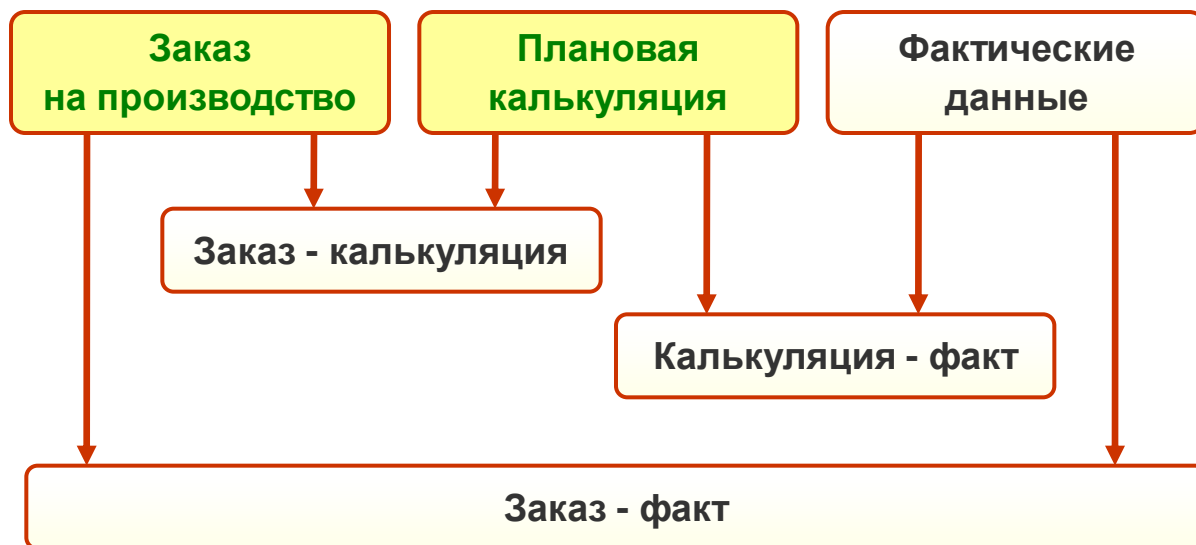 Заказ
на производство
Плановая
калькуляция
Фактические
данные
Заказ - калькуляция
Калькуляция - факт
Заказ - факт